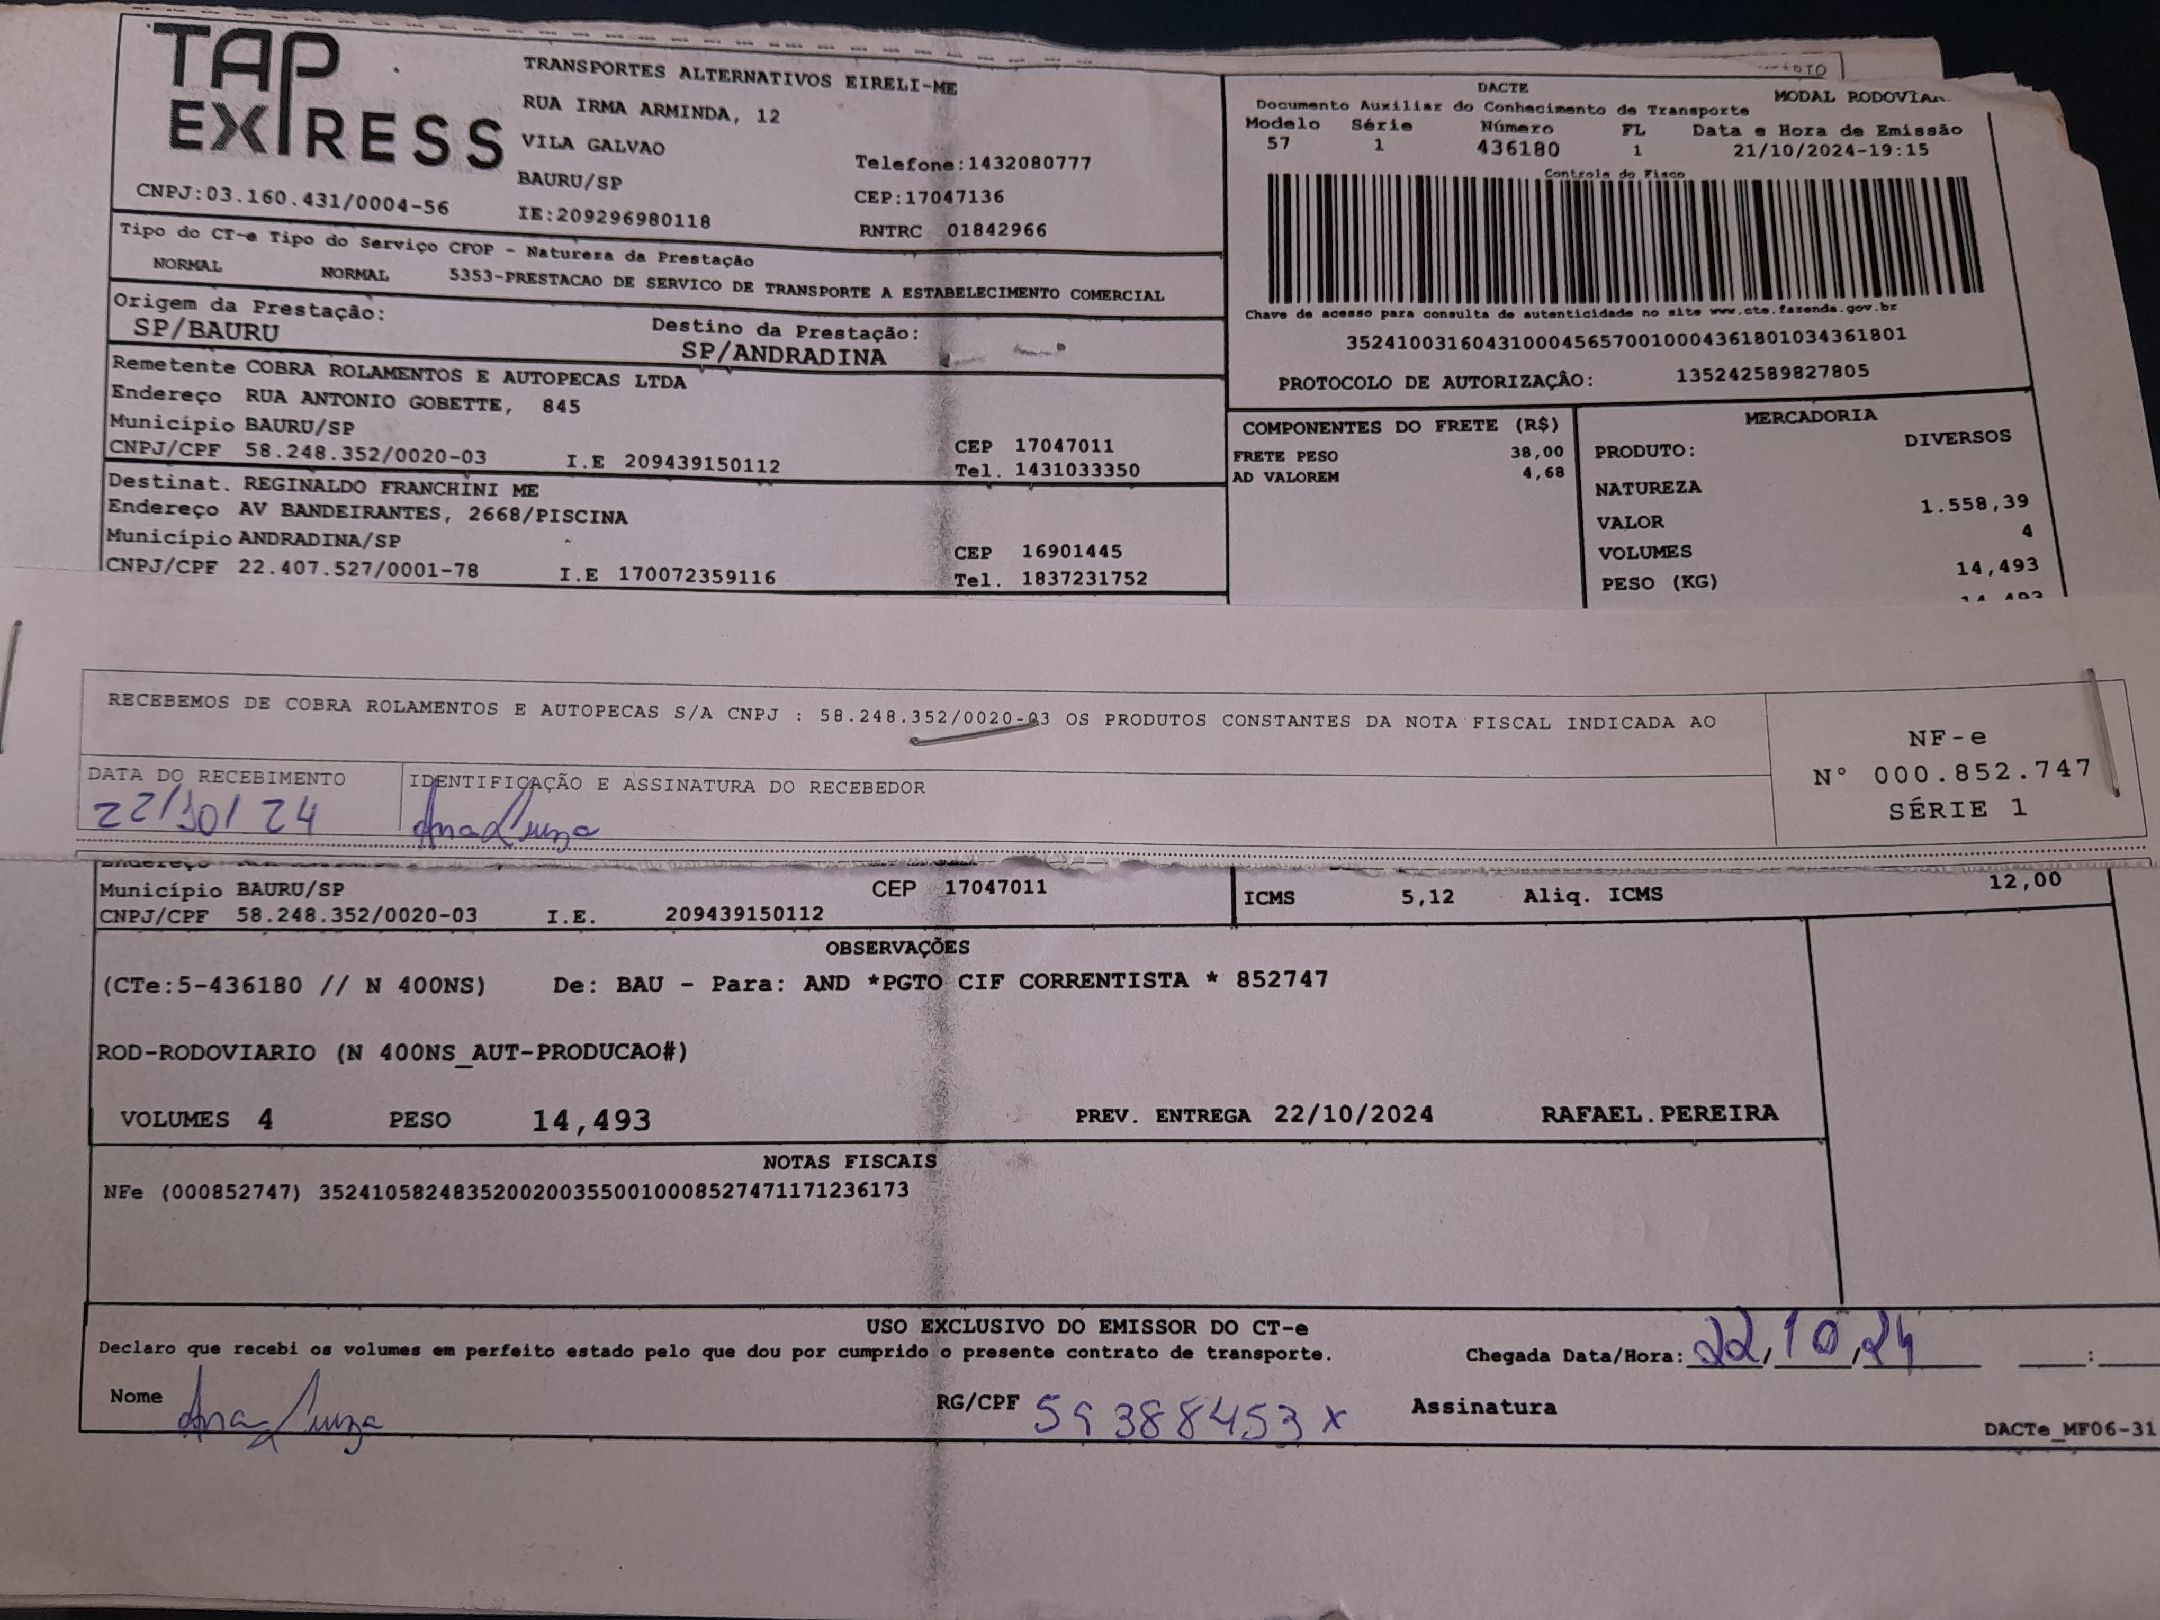 TAP
EXPRESS
TRANSPORTES ALTERNATIVOS EIRELI-ME
RUA IRMA ARMINDA, 12
VILA GALVAO
BAURU/SP
Telefone:1432080777
CEP:17047136
CNPJ:03.160.431/0004-56
IE:209296980118
RNTRC 01842966
DACTE
MODAL RODOVIAR
Documento Auxiliar do Conhecimento de Transporte
Modelo Série Número FL Data e Hora de Emissão
57 1 436180 1 21/10/2024-19:15
Controle do Fisco
Chave de acesso para consulta de autenticidade no site www.cte.fazenda.gov.br
35241003160431000456570010004361801034361801
PROTOCOLO DE AUTORIZAÇÃO: 135242589827805
Tipo do CT-e Tipo do Serviço CFOP - Natureza da Prestação
NORMAL NORMAL 5353-PRESTACAO DE SERVICO DE TRANSPORTE A ESTABELECIMENTO COMERCIAL
Origem da Prestação: Destino da Prestação:
SP/BAURU SP/ANDRADINA
Remetente COBRA ROLAMENTOS E AUTOPECAS LTDA
Endereço RUA ANTONIO GOBETTE, 845
Município BAURU/SP CEP 17047011
CNPJ/CPF 58.248.352/0020-03 I.E 209439150112 Tel. 1431033350
Destinat. REGINALDO FRANCHINI ME
Endereço AV BANDEIRANTES, 2668/PISCINA
Município ANDRADINA/SP CEP 16901445
CNPJ/CPF 22.407.527/0001-78 I.E 170072359116 Tel. 1837231752
COMPONENTES DO FRETE (R$)
FRETE PESO 38,00
AD VALOREM 4,68
MERCADORIA
PRODUTO: DIVERSOS
NATUREZA
VALOR 1.558,39
VOLUMES 4
PESO (KG) 14,493
RECEBEMOS DE COBRA ROLAMENTOS E AUTOPECAS S/A CNPJ : 58.248.352/0020-03 OS PRODUTOS CONSTANTES DA NOTA FISCAL INDICADA AO
DATA DO RECEBIMENTO IDENTIFICAÇÃO E ASSINATURA DO RECEBEDOR
22/10/24 Ana Luiza
NF-e
Nº 000.852.747
SÉRIE 1
Endereço
Município BAURU/SP CEP 17047011
CNPJ/CPF 58.248.352/0020-03 I.E. 209439150112
ICMS 5,12 Aliq. ICMS 12,00
OBSERVAÇÕES
(CTe:5-436180 // N 400NS) De: BAU - Para: AND *PGTO CIF CORRENTISTA * 852747
ROD-RODOVIARIO (N 400NS_AUT-PRODUCAO#)
VOLUMES 4 PESO 14,493 PREV. ENTREGA 22/10/2024 RAFAEL.PEREIRA
NOTAS FISCAIS
NFe (000852747) 35241058248352002003550010008527471171236173
USO EXCLUSIVO DO EMISSOR DO CT-e
Declaro que recebi os volumes em perfeito estado pelo que dou por cumprido o presente contrato de transporte. Chegada Data/Hora: 22/10/24 :
Nome Ana Luiza RG/CPF 59388453x Assinatura
DACTe_MF06-31